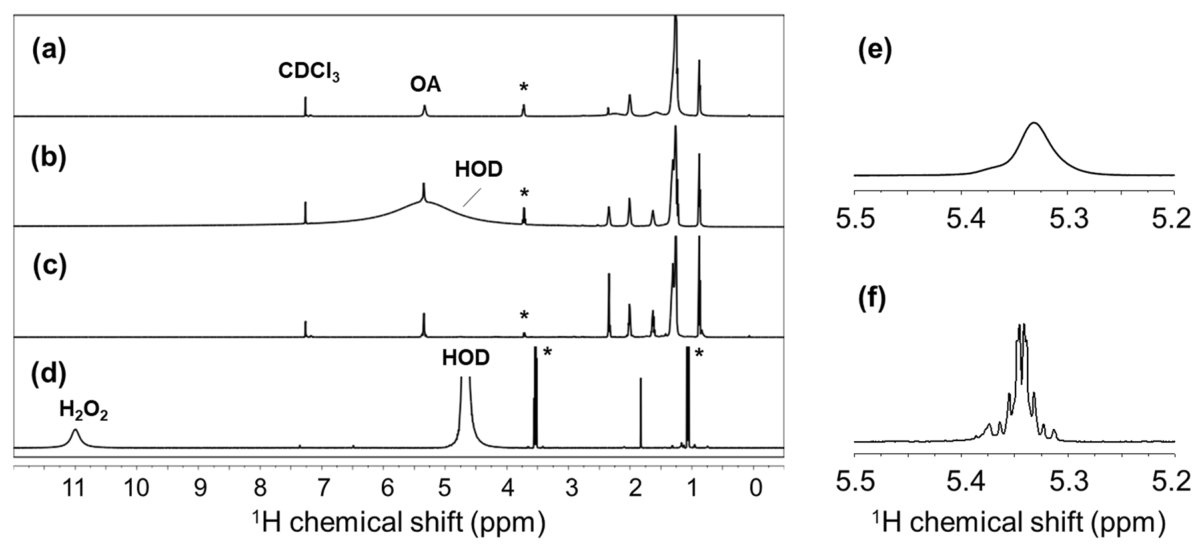 (a)
CDCl₃
OA
*
(b)
HOD
*
(c)
*
(d)
H₂O₂
HOD
*
*
11 10 9 8 7 6 5 4 3 2 1 0
¹H chemical shift (ppm)
(e)
5.5 5.4 5.3 5.2
(f)
5.5 5.4 5.3 5.2
¹H chemical shift (ppm)